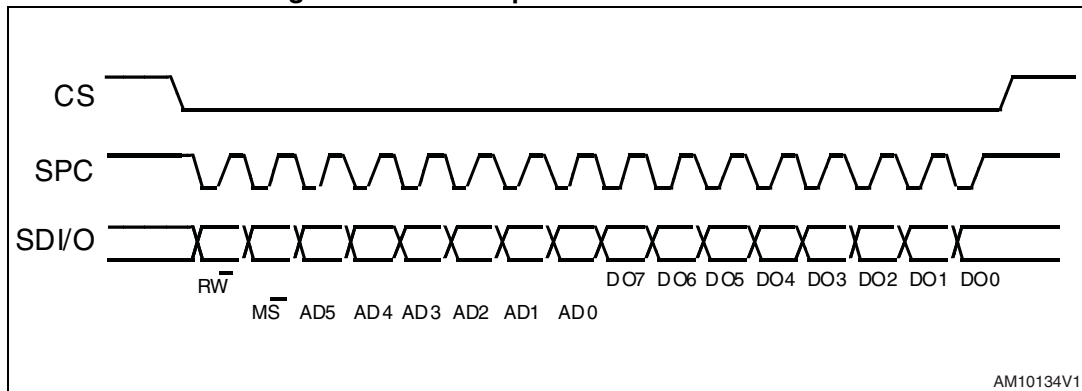 CS
SPC
SDI/O
RW
DO7 DO6 DO5 DO4 DO3 DO2 DO1 DO0
MS AD5 AD4 AD3 AD2 AD1 AD0
AM10134V1